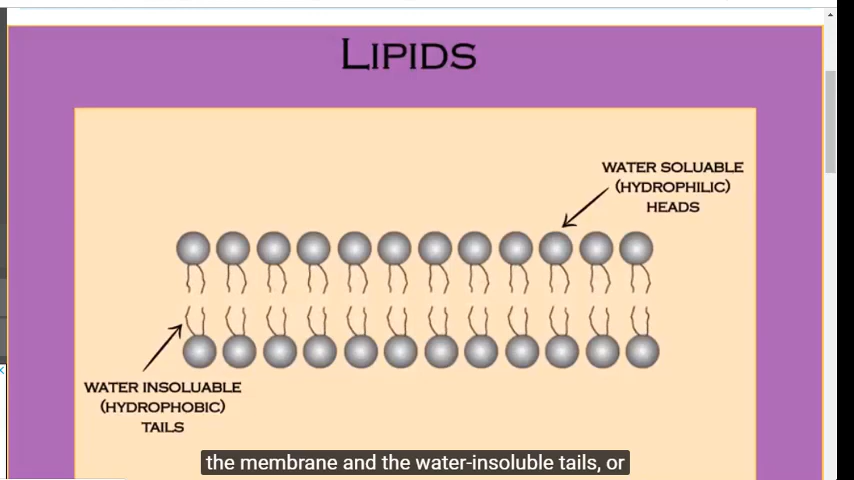 LIPIDS
WATER SOLUABLE
(HYDROPHILIC)
HEADS
WATER INSOLUABLE
(HYDROPHOBIC)
TAILS
the membrane and the water-insoluble tails, or